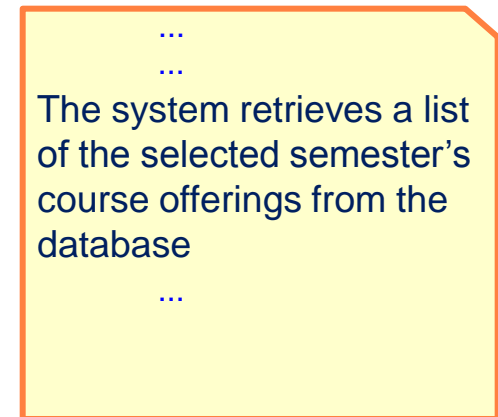 ...
...
The system retrieves a list
of the selected semester’s
course offerings from the
database
...